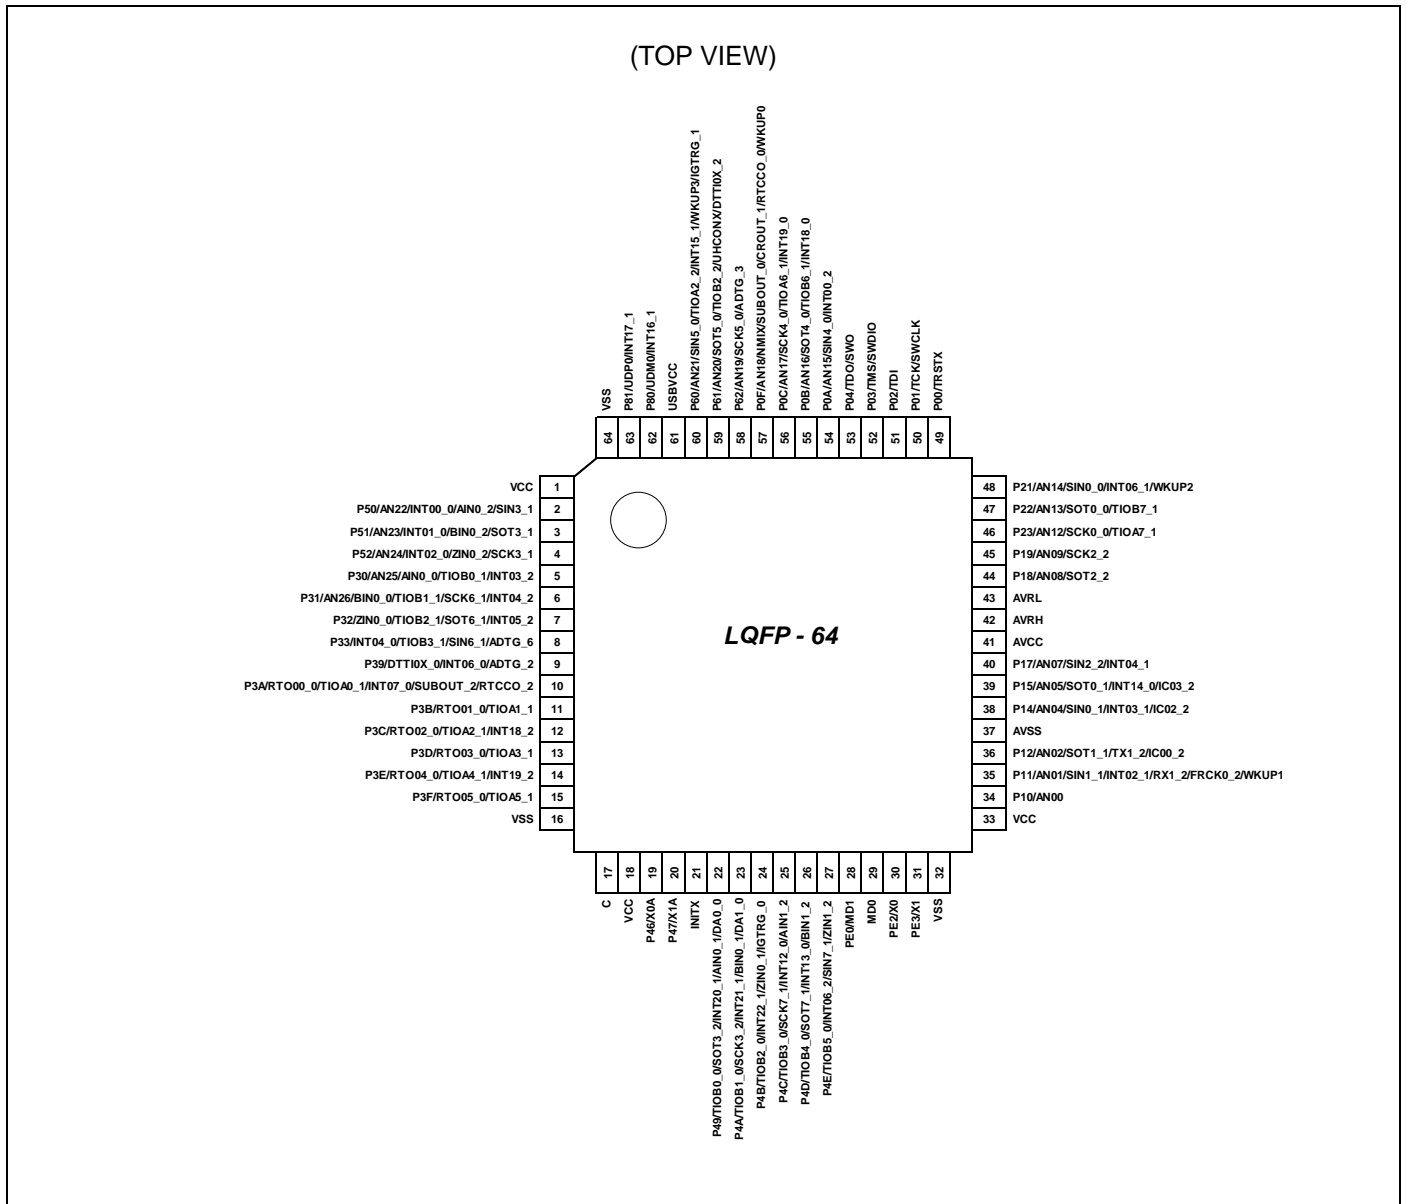 (TOP VIEW)
VSS
P81/UDP0/INT17_1
P80/UDM0/INT16_1
USBVCC
P60/AN21/SIN5_0/TIOA2_2/INT15_1/WKUP3/IGTRG_1
P61/AN20/SOT5_0/TIOB2_2/UHCONX/DTTI0X_2
P62/AN19/SCK5_0/ADTG_3
P0F/AN18/NMIX/SUBOUT_0/CROUT_1/RTCCO_0/WKUP0
P0C/AN17/SCK4_0/TIOA6_1/INT19_0
P0B/AN16/SOT4_0/TIOB6_1/INT18_0
P0A/AN15/SIN4_0/INT00_2
P04/TDO/SWO
P03/TMS/SWDIO
P02/TDI
P01/TCK/SWCLK
P00/TRSTX
64
63
62
61
60
59
58
57
56
55
54
53
52
51
50
49
VCC 1
P50/AN22/INT00_0/AIN0_2/SIN3_1 2
P51/AN23/INT01_0/BIN0_2/SOT3_1 3
P52/AN24/INT02_0/ZIN0_2/SCK3_1 4
P30/AN25/AIN0_0/TIOB0_1/INT03_2 5
P31/AN26/BIN0_0/TIOB1_1/SCK6_1/INT04_2 6
P32/ZIN0_0/TIOB2_1/SOT6_1/INT05_2 7
P33/INT04_0/TIOB3_1/SIN6_1/ADTG_6 8
P39/DTTI0X_0/INT06_0/ADTG_2 9
P3A/RTO00_0/TIOA0_1/INT07_0/SUBOUT_2/RTCCO_2 10
P3B/RTO01_0/TIOA1_1 11
P3C/RTO02_0/TIOA2_1/INT18_2 12
P3D/RTO03_0/TIOA3_1 13
P3E/RTO04_0/TIOA4_1/INT19_2 14
P3F/RTO05_0/TIOA5_1 15
VSS 16
LQFP - 64
48 P21/AN14/SIN0_0/INT06_1/WKUP2
47 P22/AN13/SOT0_0/TIOB7_1
46 P23/AN12/SCK0_0/TIOA7_1
45 P19/AN09/SCK2_2
44 P18/AN08/SOT2_2
43 AVRL
42 AVRH
41 AVCC
40 P17/AN07/SIN2_2/INT04_1
39 P15/AN05/SOT0_1/INT14_0/IC03_2
38 P14/AN04/SIN0_1/INT03_1/IC02_2
37 AVSS
36 P12/AN02/SOT1_1/TX1_2/IC00_2
35 P11/AN01/SIN1_1/INT02_1/RX1_2/FRCK0_2/WKUP1
34 P10/AN00
33 VCC
17
18
19
20
21
22
23
24
25
26
27
28
29
30
31
32
C
VCC
P46/X0A
P47/X1A
INITX
P49/TIOB0_0/SOT3_2/INT20_1/AIN0_1/DA0_0
P4A/TIOB1_0/SCK3_2/INT21_1/BIN0_1/DA1_0
P4B/TIOB2_0/INT22_1/ZIN0_1/IGTRG_0
P4C/TIOB3_0/SCK7_1/INT12_0/AIN1_2
P4D/TIOB4_0/SOT7_1/INT13_0/BIN1_2
P4E/TIOB5_0/INT06_2/SIN7_1/ZIN1_2
PE0/MD1
MD0
PE2/X0
PE3/X1
VSS